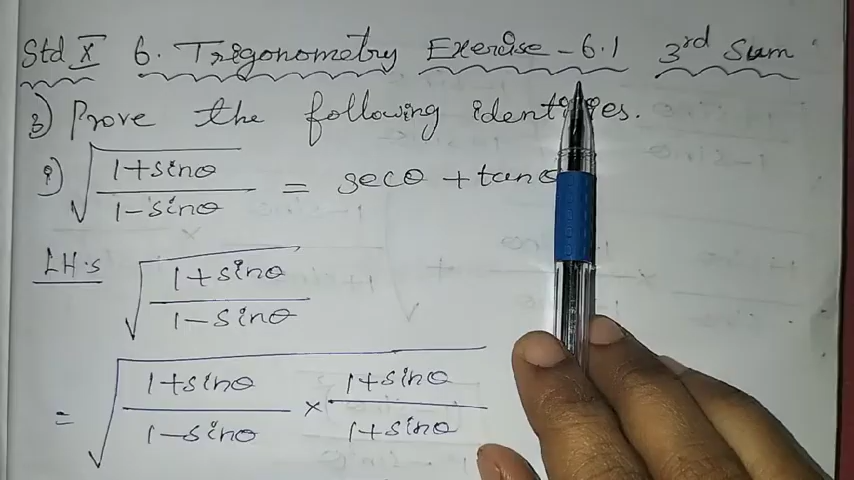 Std X 6. Trigonometry Exercise - 6.1 3rd Sum
3) Prove the following identities.
i) √((1+sinθ)/(1-sinθ)) = secθ + tanθ
LH.S √((1+sinθ)/(1-sinθ))
= √((1+sinθ)/(1-sinθ) × (1+sinθ)/(1+sinθ))